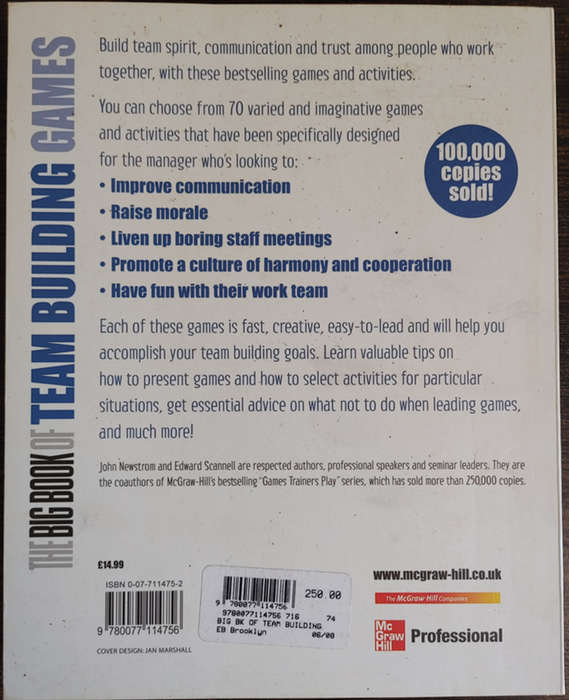 THE BIG BOOK OF TEAM BUILDING GAMES
Build team spirit, communication and trust among people who work
together, with these bestselling games and activities.
You can choose from 70 varied and imaginative games
and activities that have been specifically designed
for the manager who's looking to:
• Improve communication
• Raise morale
• Liven up boring staff meetings
• Promote a culture of harmony and cooperation
• Have fun with their work team
100,000
copies
sold!
Each of these games is fast, creative, easy-to-lead and will help you
accomplish your team building goals. Learn valuable tips on
how to present games and how to select activities for particular
situations, get essential advice on what not to do when leading games,
and much more!
John Newstrom and Edward Scannell are respected authors, professional speakers and seminar leaders. They are
the coauthors of McGraw-Hill's bestselling "Games Trainers Play" series, which has sold more than 250,000 copies.
£14.99
ISBN 0-07-711475-2
9 780077 114756
COVER DESIGN: JAN MARSHALL
250.00
9 780077 114756
9780077114756 716 74
BIG BK OF TEAM BUILDING
EB Brooklyn 06/08
www.mcgraw-hill.co.uk
The McGraw-Hill Companies
Mc
Graw
Hill
Professional